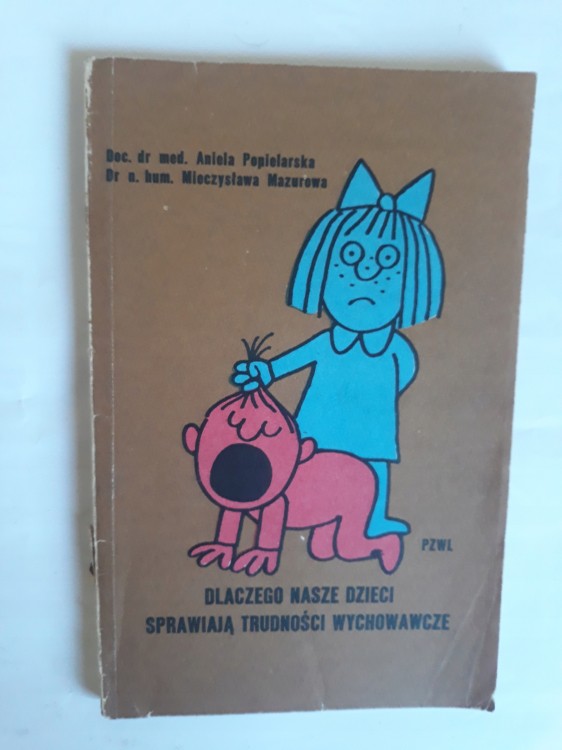 Doc. dr med. Aniela Popielarska
Dr n. hum. Mieczysława Mazurowa
PZWL
DLACZEGO NASZE DZIECI
SPRAWIAJĄ TRUDNOŚCI WYCHOWAWCZE